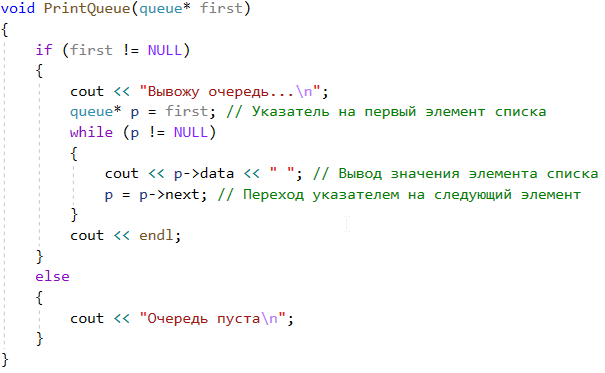 void PrintQueue(queue* first)
{
    if (first != NULL)
    {
        cout << "Вывожу очередь...\n";
        queue* p = first; // Указатель на первый элемент списка
        while (p != NULL)
        {
            cout << p->data << " "; // Вывод значения элемента списка
            p = p->next; // Переход указателем на следующий элемент
        }
        cout << endl;
    }
    else
    {
        cout << "Очередь пуста\n";
    }
}